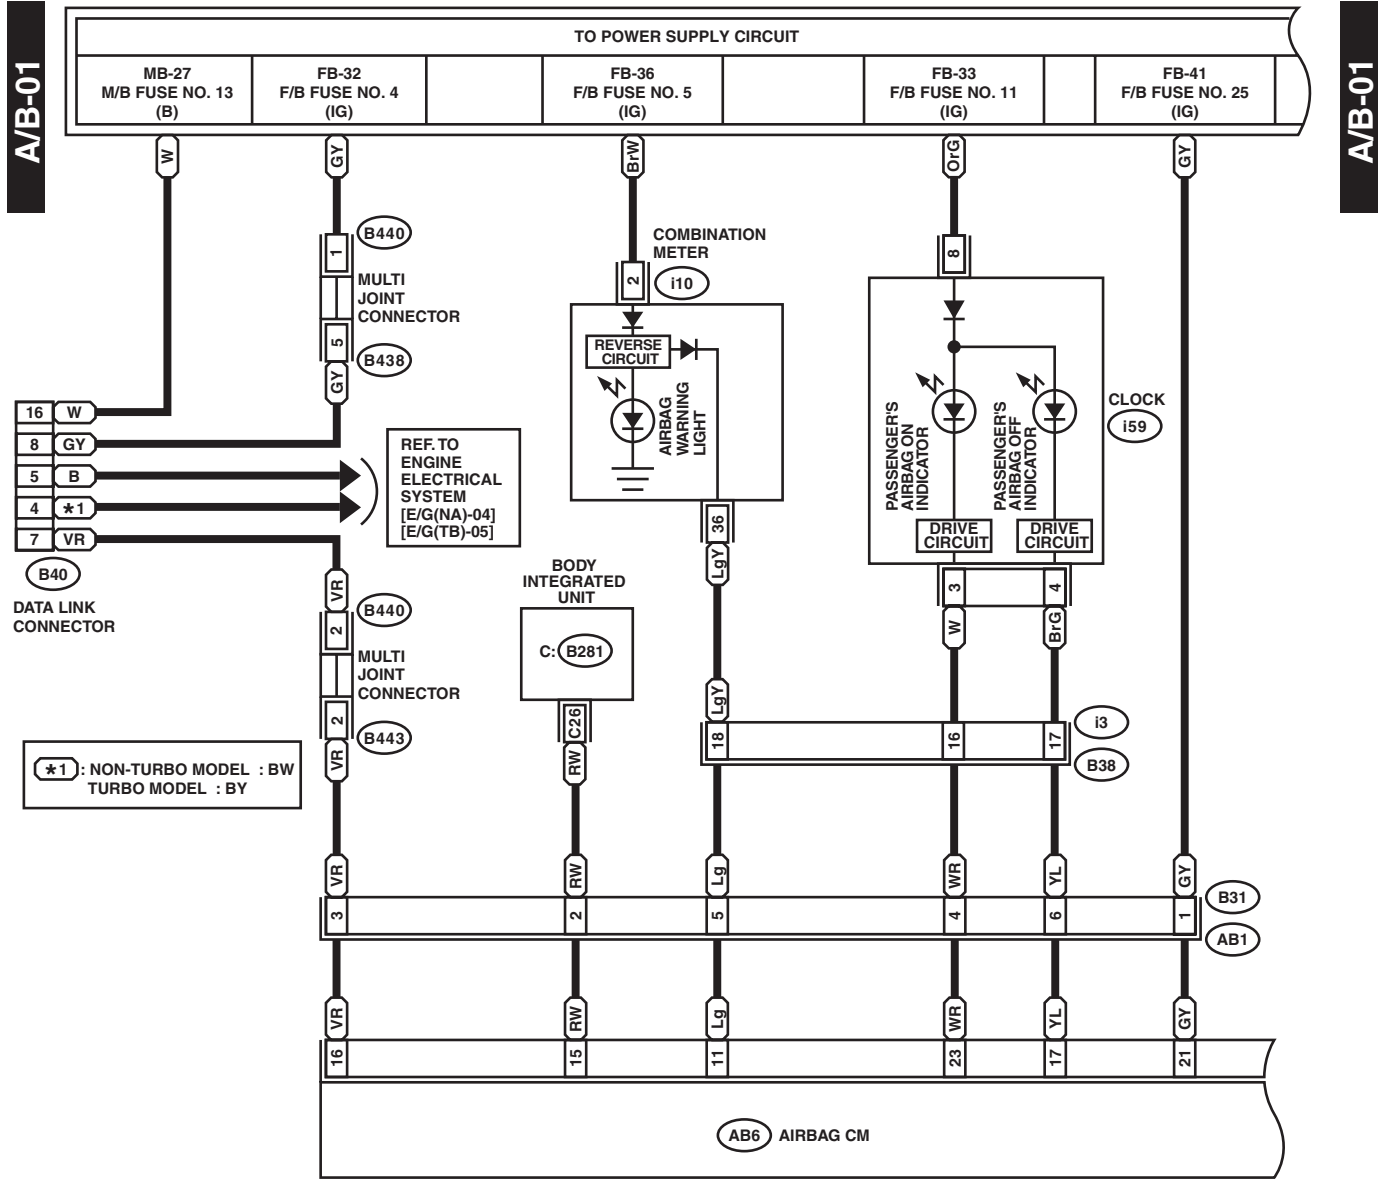 A/B-01
A/B-01
TO POWER SUPPLY CIRCUIT
MB-27
M/B FUSE NO. 13
(B)
FB-32
F/B FUSE NO. 4
(IG)
FB-36
F/B FUSE NO. 5
(IG)
FB-33
F/B FUSE NO. 11
(IG)
FB-41
F/B FUSE NO. 25
(IG)
W
GY
BrW
OrG
GY
1
B440
MULTI
JOINT
CONNECTOR
5
B438
GY
COMBINATION
METER
2
i10
REVERSE
CIRCUIT
AIRBAG
WARNING
LIGHT
36
LgY
8
PASSENGER'S
AIRBAG ON
INDICATOR
PASSENGER'S
AIRBAG OFF
INDICATOR
CLOCK
i59
DRIVE
CIRCUIT
DRIVE
CIRCUIT
3
4
W
BrG
16 W
8 GY
5 B
4 *1
7 VR
B40
DATA LINK
CONNECTOR
REF. TO
ENGINE
ELECTRICAL
SYSTEM
[E/G(NA)-04]
[E/G(TB)-05]
VR
2
B440
MULTI
JOINT
CONNECTOR
2
B443
VR
BODY
INTEGRATED
UNIT
C: B281
C26
RW
LgY
18
16
17
i3
B38
*1 : NON-TURBO MODEL : BW
TURBO MODEL : BY
VR
RW
Lg
WR
YL
GY
3
2
5
4
6
1
B31
AB1
VR
RW
Lg
WR
YL
GY
16
15
11
23
17
21
AB6 AIRBAG CM